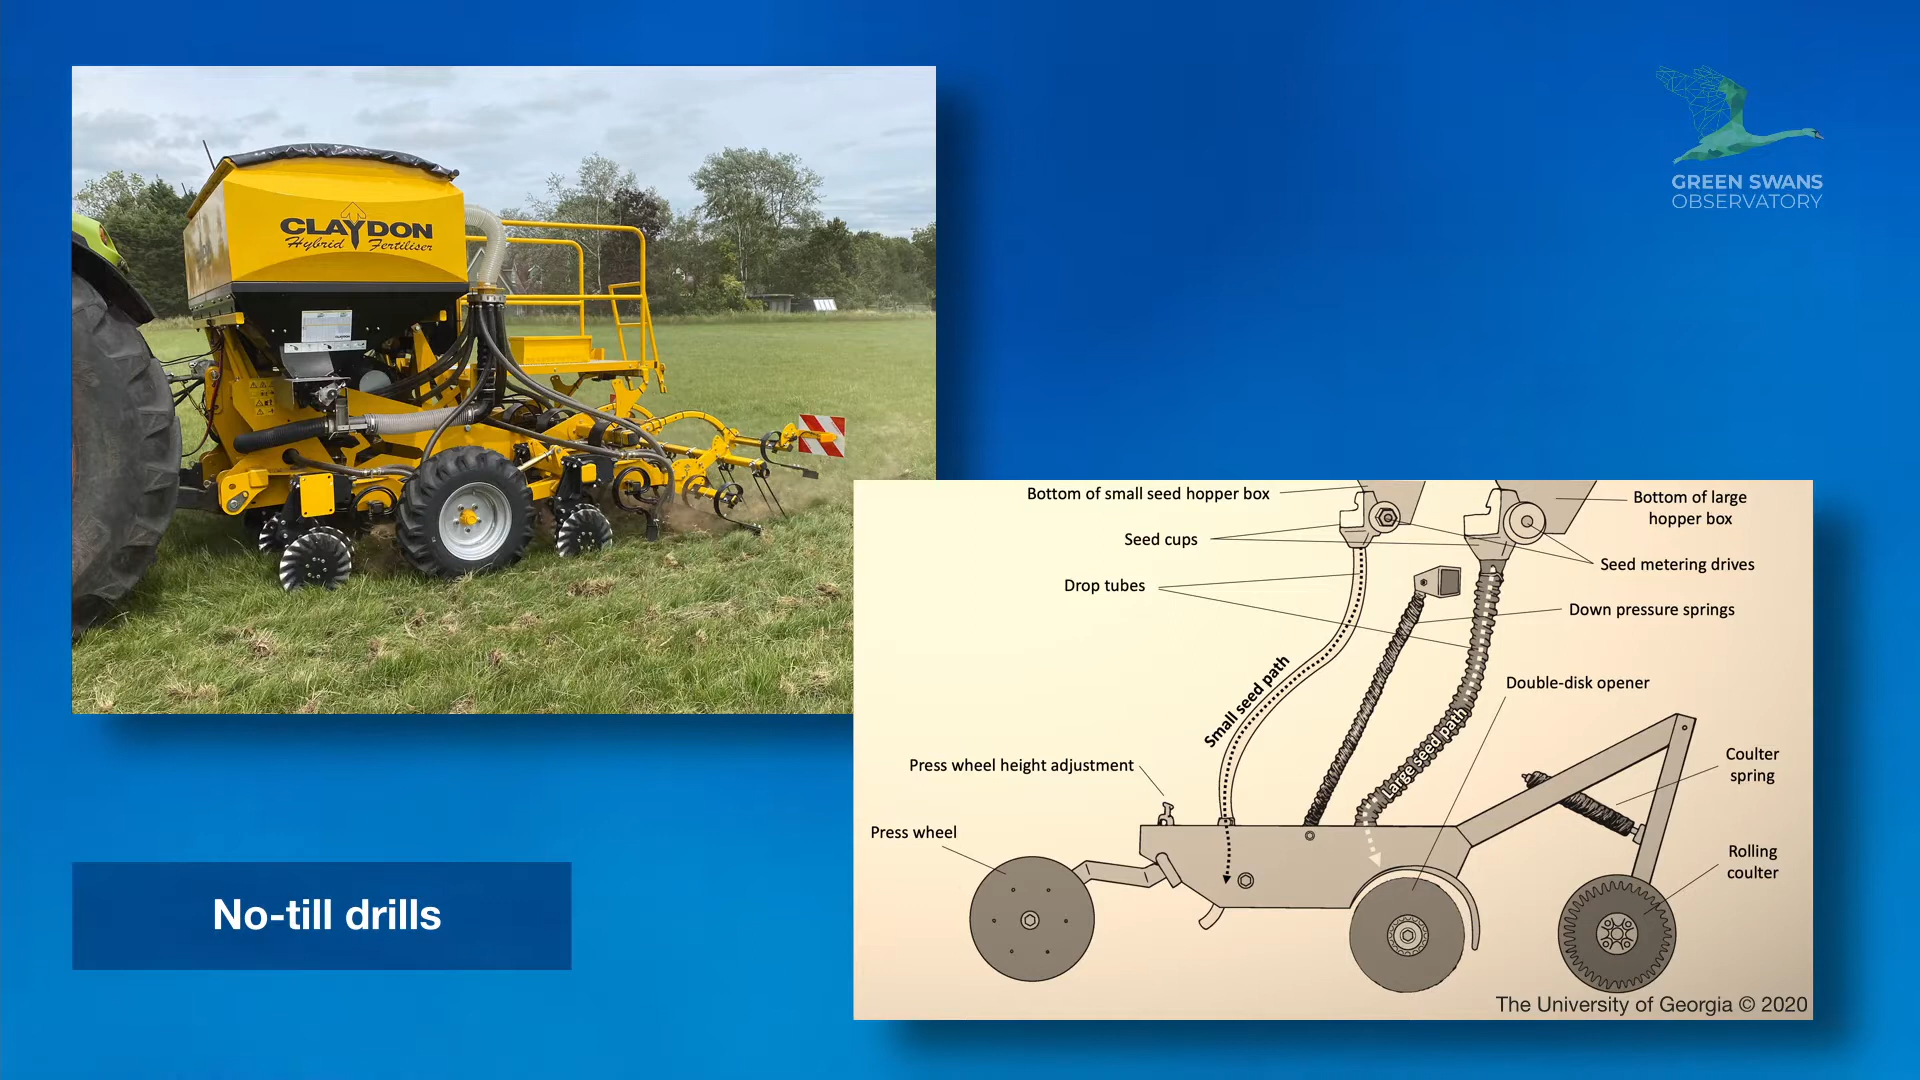 CLAYDON
Hybrid Fertiliser
GREEN SWANS
OBSERVATORY
Bottom of small seed hopper box
Bottom of large
hopper box
Seed cups
Seed metering drives
Drop tubes
Down pressure springs
Small seed path
Large seed path
Double-disk opener
Press wheel height adjustment
Coulter
spring
Press wheel
Rolling
coulter
No-till drills
The University of Georgia © 2020